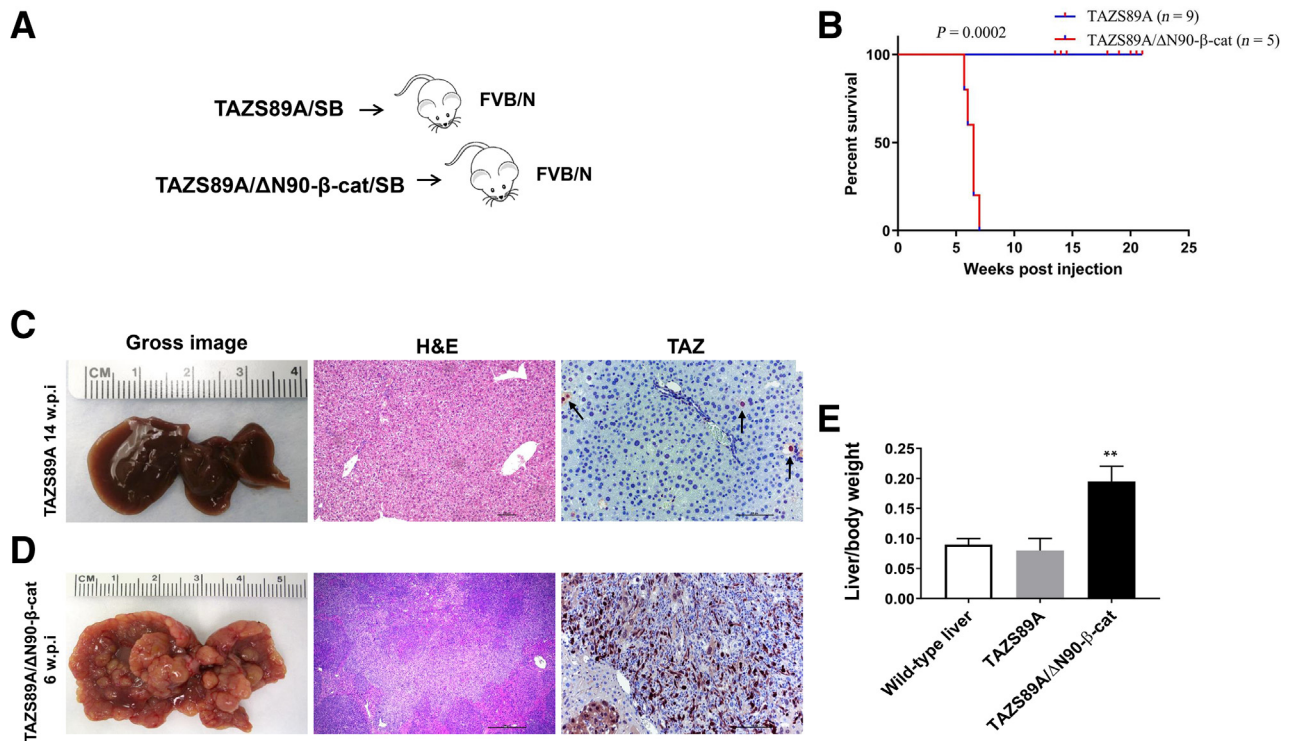 A
TAZS89A/SB
FVB/N
TAZS89A/ΔN90-β-cat/SB
FVB/N
B
P = 0.0002
TAZS89A (n = 9)
TAZS89A/ΔN90-β-cat (n = 5)
Percent survival
100
50
0
0 5 10 15 20 25
Weeks post injection
C
Gross image
H&E
TAZ
TAZS89A 14 w.p.i
CM 1 2 3 4
D
TAZS89A/ΔN90-β-cat
6 w.p.i
CM 1 2 3 4 5
E
Liver/body weight
0.25
0.20
0.15
0.10
0.05
0.00
**
Wild-type liver
TAZS89A
TAZS89A/ΔN90-β-cat